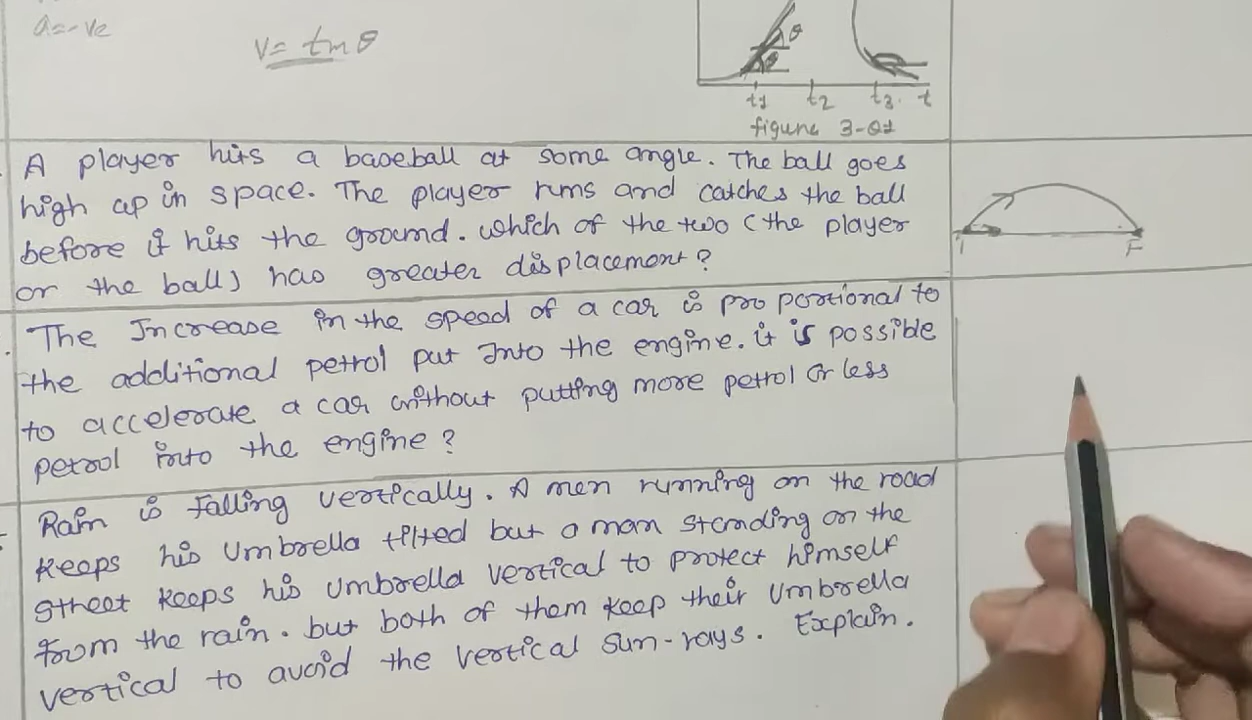 a=-ve
v= tanθ
θ
θ
t1 t2 t3. t
figure 3-Q1
A player hits a baseball at some angle. The ball goes
high up in space. The player runs and catches the ball
before it hits the ground. which of the two (the player
or the ball) has greater displacement?
I F
The Increase in the speed of a car is proportional to
the additional petrol put Into the engine. it is possible
to accelerate a car without putting more petrol or less
petrol into the engine?
Rain is falling vertically. A men running on the road
keeps his Umbrella tilted but a man standing on the
street keeps his Umbrella vertical to protect himself
from the rain. but both of them keep their Umbrella
vertical to avoid the vertical Sun-rays. Explain.